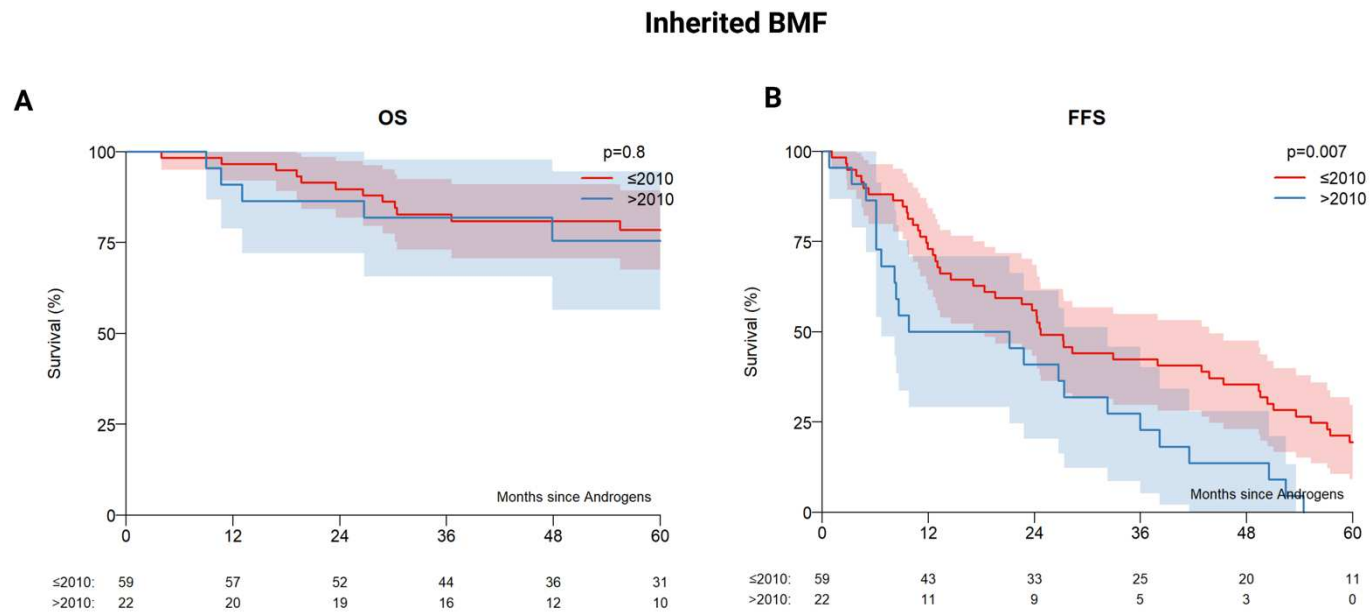 Inherited BMF
A
OS
p=0.8
≤2010
>2010
100
75
50
25
0
Survival (%)
Months since Androgens
0 12 24 36 48 60
≤2010: 59 57 52 44 36 31
>2010: 22 20 19 16 12 10
B
FFS
p=0.007
≤2010
>2010
100
75
50
25
0
Survival (%)
Months since Androgens
0 12 24 36 48 60
≤2010: 59 43 33 25 20 11
>2010: 22 11 9 5 3 0